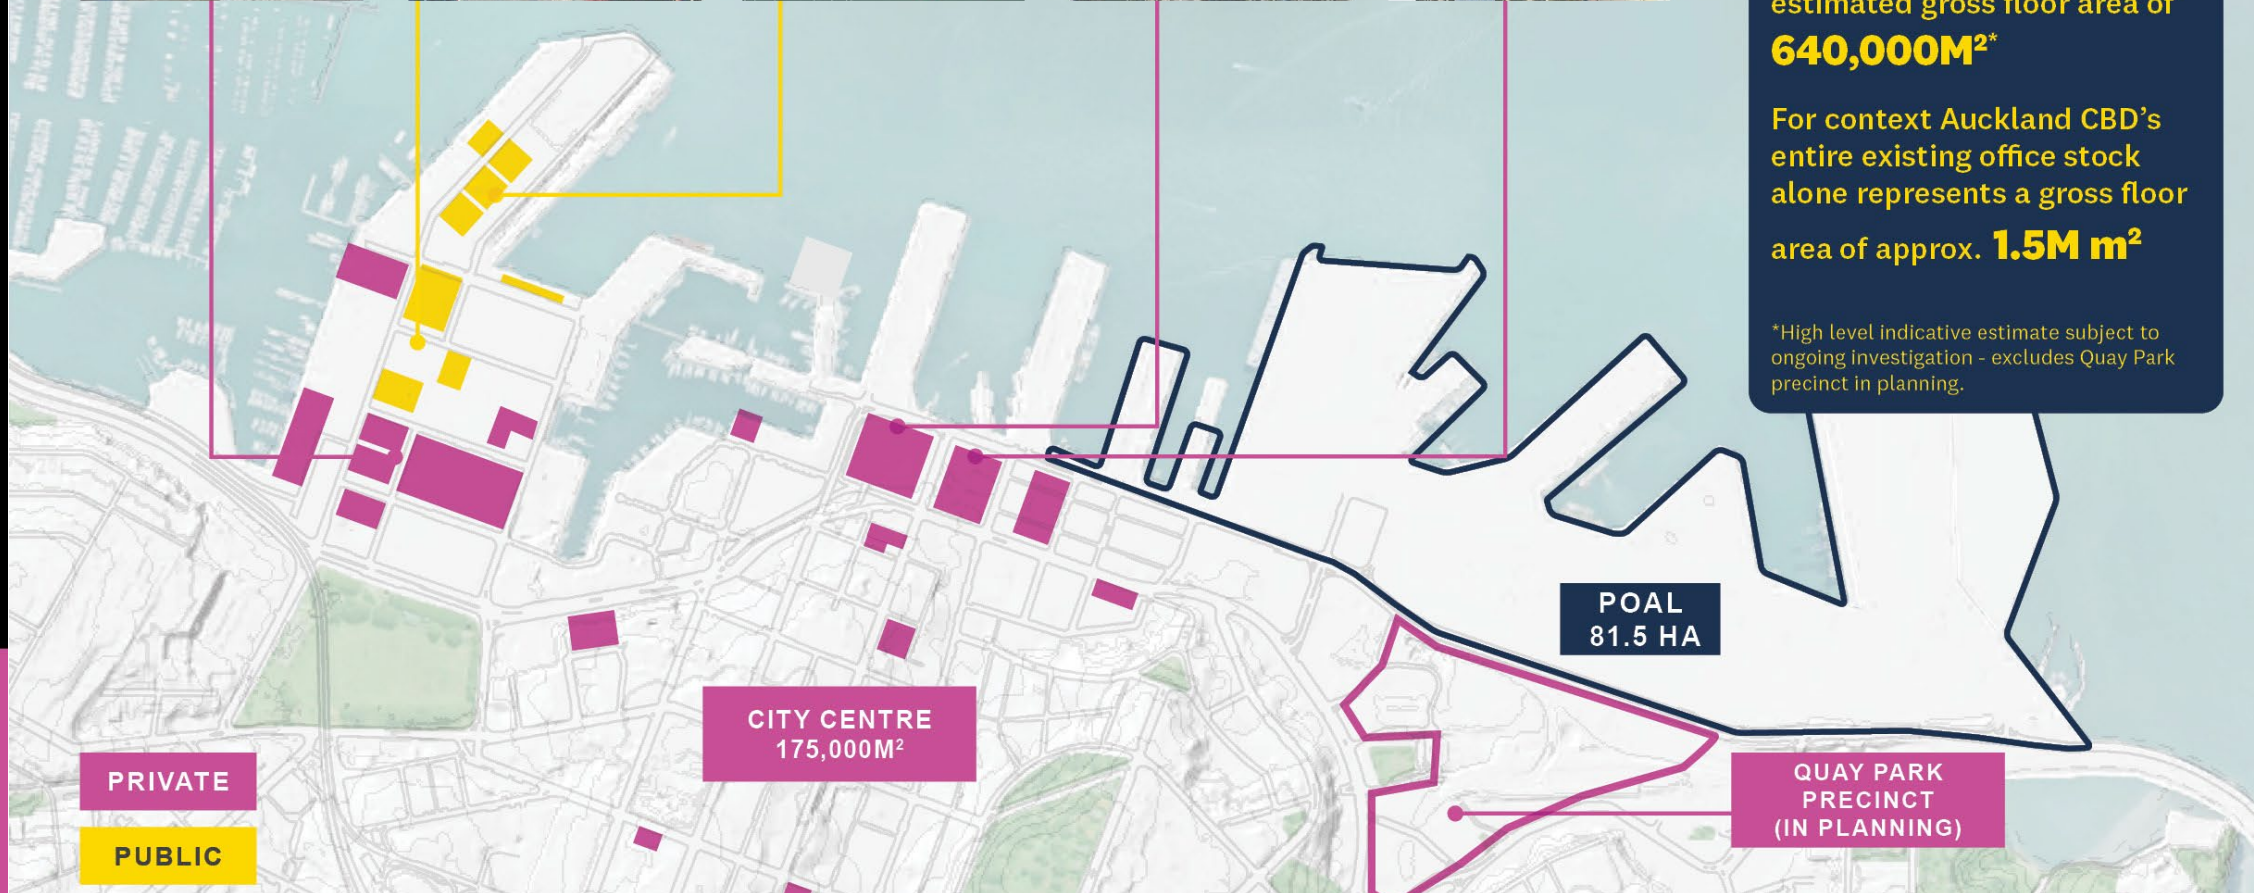 estimated gross floor area of
640,000M²*
For context Auckland CBD’s
entire existing office stock
alone represents a gross floor
area of approx. 1.5M m²
*High level indicative estimate subject to
ongoing investigation - excludes Quay Park
precinct in planning.
POAL
81.5 HA
CITY CENTRE
175,000M²
QUAY PARK
PRECINCT
(IN PLANNING)
PRIVATE
PUBLIC